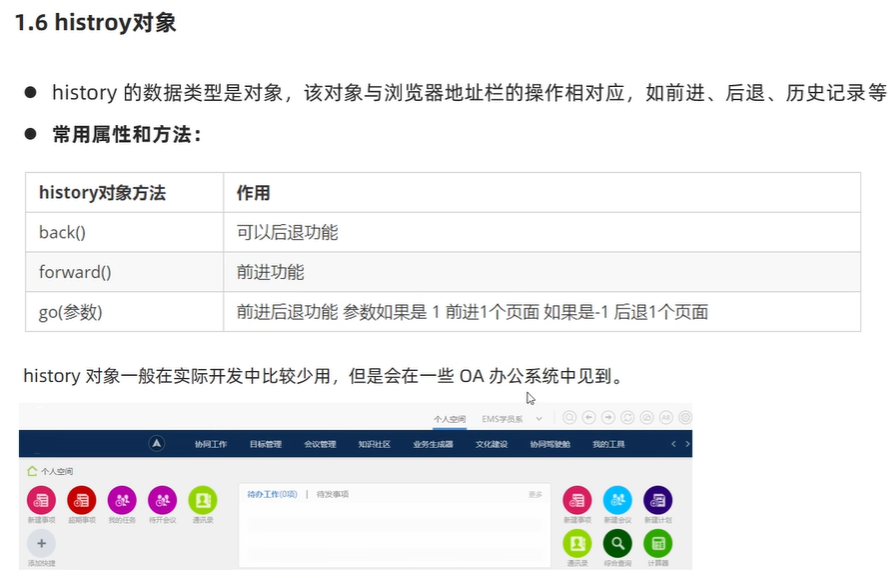 1.6 histroy对象
history 的数据类型是对象，该对象与浏览器地址栏的操作相对应，如前进、后退、历史记录等
常用属性和方法：
history对象方法 作用
back() 可以后退功能
forward() 前进功能
go(参数) 前进后退功能 参数如果是 1 前进1个页面 如果是-1 后退1个页面
history 对象一般在实际开发中比较少用，但是会在一些 OA 办公系统中见到。
个人空间 EMS学员系
协同工作 目标管理 会议管理 知识社区 业务生成器 文化建设 协同驾驶舱 我的工具
个人空间
待办工作(0项) | 待发事项 更多
新建事项 超期事项 我的任务 待开会议 通讯录 新建事项 新建会议 新建计划
添加快捷 通讯录 综合查询 计算器